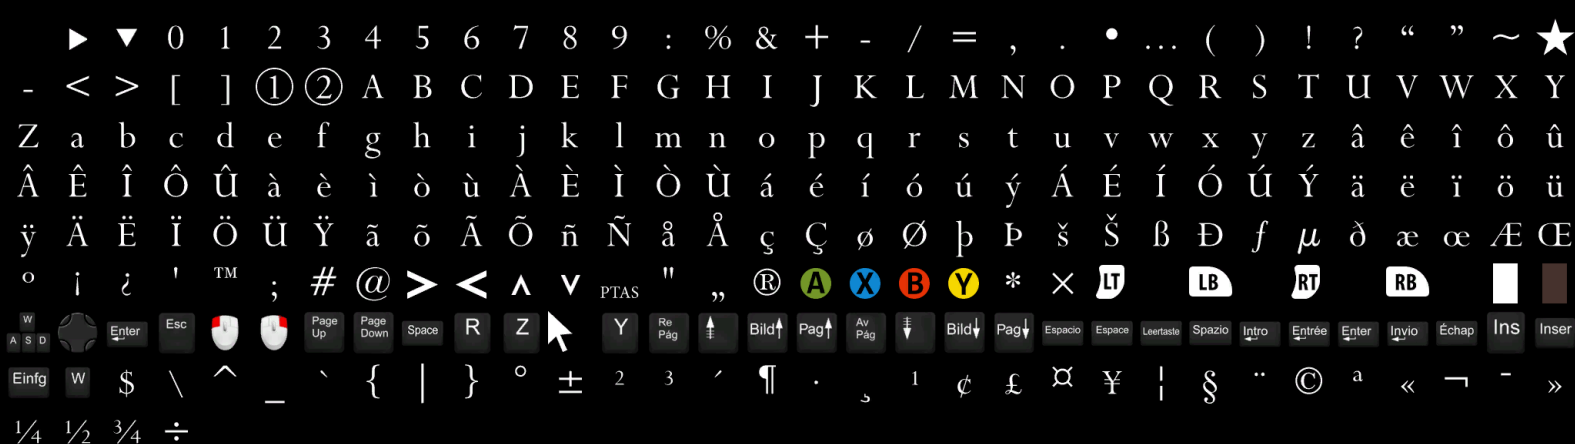 ▶ ▼ 0 1 2 3 4 5 6 7 8 9 : % & + - / = , . • … ( ) ! ? “ ” ~ ★
- < > [ ] ① ② A B C D E F G H I J K L M N O P Q R S T U V W X Y
Z a b c d e f g h i j k l m n o p q r s t u v w x y z â ê î ô û
Â Ê Î Ô Û à è ì ò ù À È Ì Ò Ù á é í ó ú ý Á É Í Ó Ú Ý ä ë ï ö ü
ÿ Ä Ë Ï Ö Ü Ÿ ã õ Ã Õ ñ Ñ å Å ç Ç ø Ø þ Þ š Š ß Ð ƒ µ ð æ œ Æ Œ
º ¡ ¿ ' ™ ; # @ > < ʌ v PTAS " „ ® A X B Y * × LT LB RT RB
W A S D Enter Esc Page Up Page Down Space R Z Y Re Pág ⇞ Bild↑ Pag↑ Av Pág ⇟ Bild↓ Pag↓ Espacio Espace Leertaste Spazio Intro Entrée Enter Invio Échap Ins Inser
Einfg W $ \ ^ _ ` { | } ° ± ² ³ ´ ¶ · ¸ ¹ ¢ £ ¤ ¥ ¦ § ¨ © ª « ¬ ¯ »
¼ ½ ¾ ÷